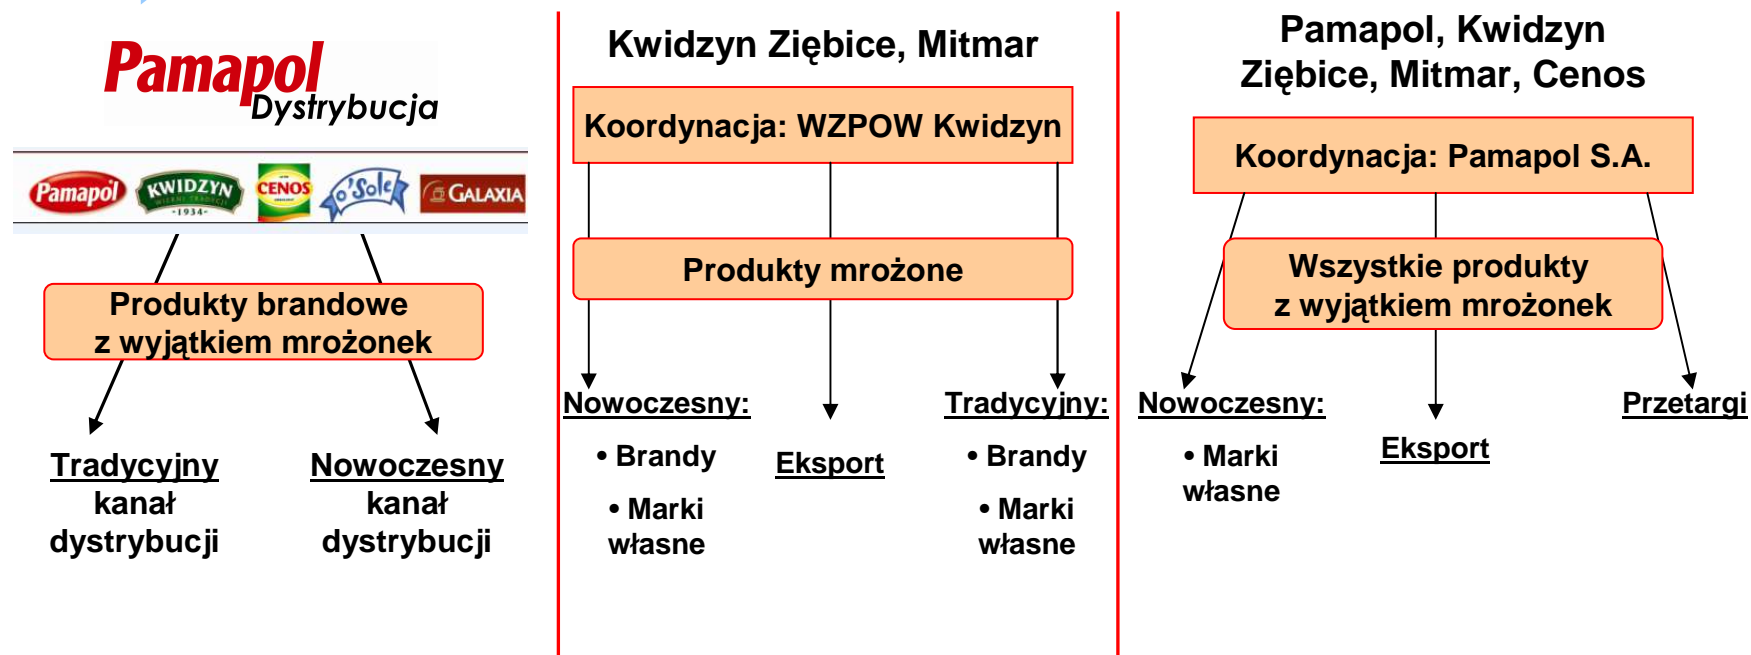 Pamapol
Dystrybucja
Pamapol
KWIDZYN
-1934-
CENOS
o'Sole
GALAXIA
Produkty brandowe
z wyjątkiem mrożonek
Tradycyjny
kanał
dystrybucji
Nowoczesny
kanał
dystrybucji
Kwidzyn Ziębice, Mitmar
Koordynacja: WZPOW Kwidzyn
Produkty mrożone
Nowoczesny:
• Brandy
• Marki
własne
Eksport
Tradycyjny:
• Brandy
• Marki
własne
Pamapol, Kwidzyn
Ziębice, Mitmar, Cenos
Koordynacja: Pamapol S.A.
Wszystkie produkty
z wyjątkiem mrożonek
Nowoczesny:
• Marki
własne
Eksport
Przetargi